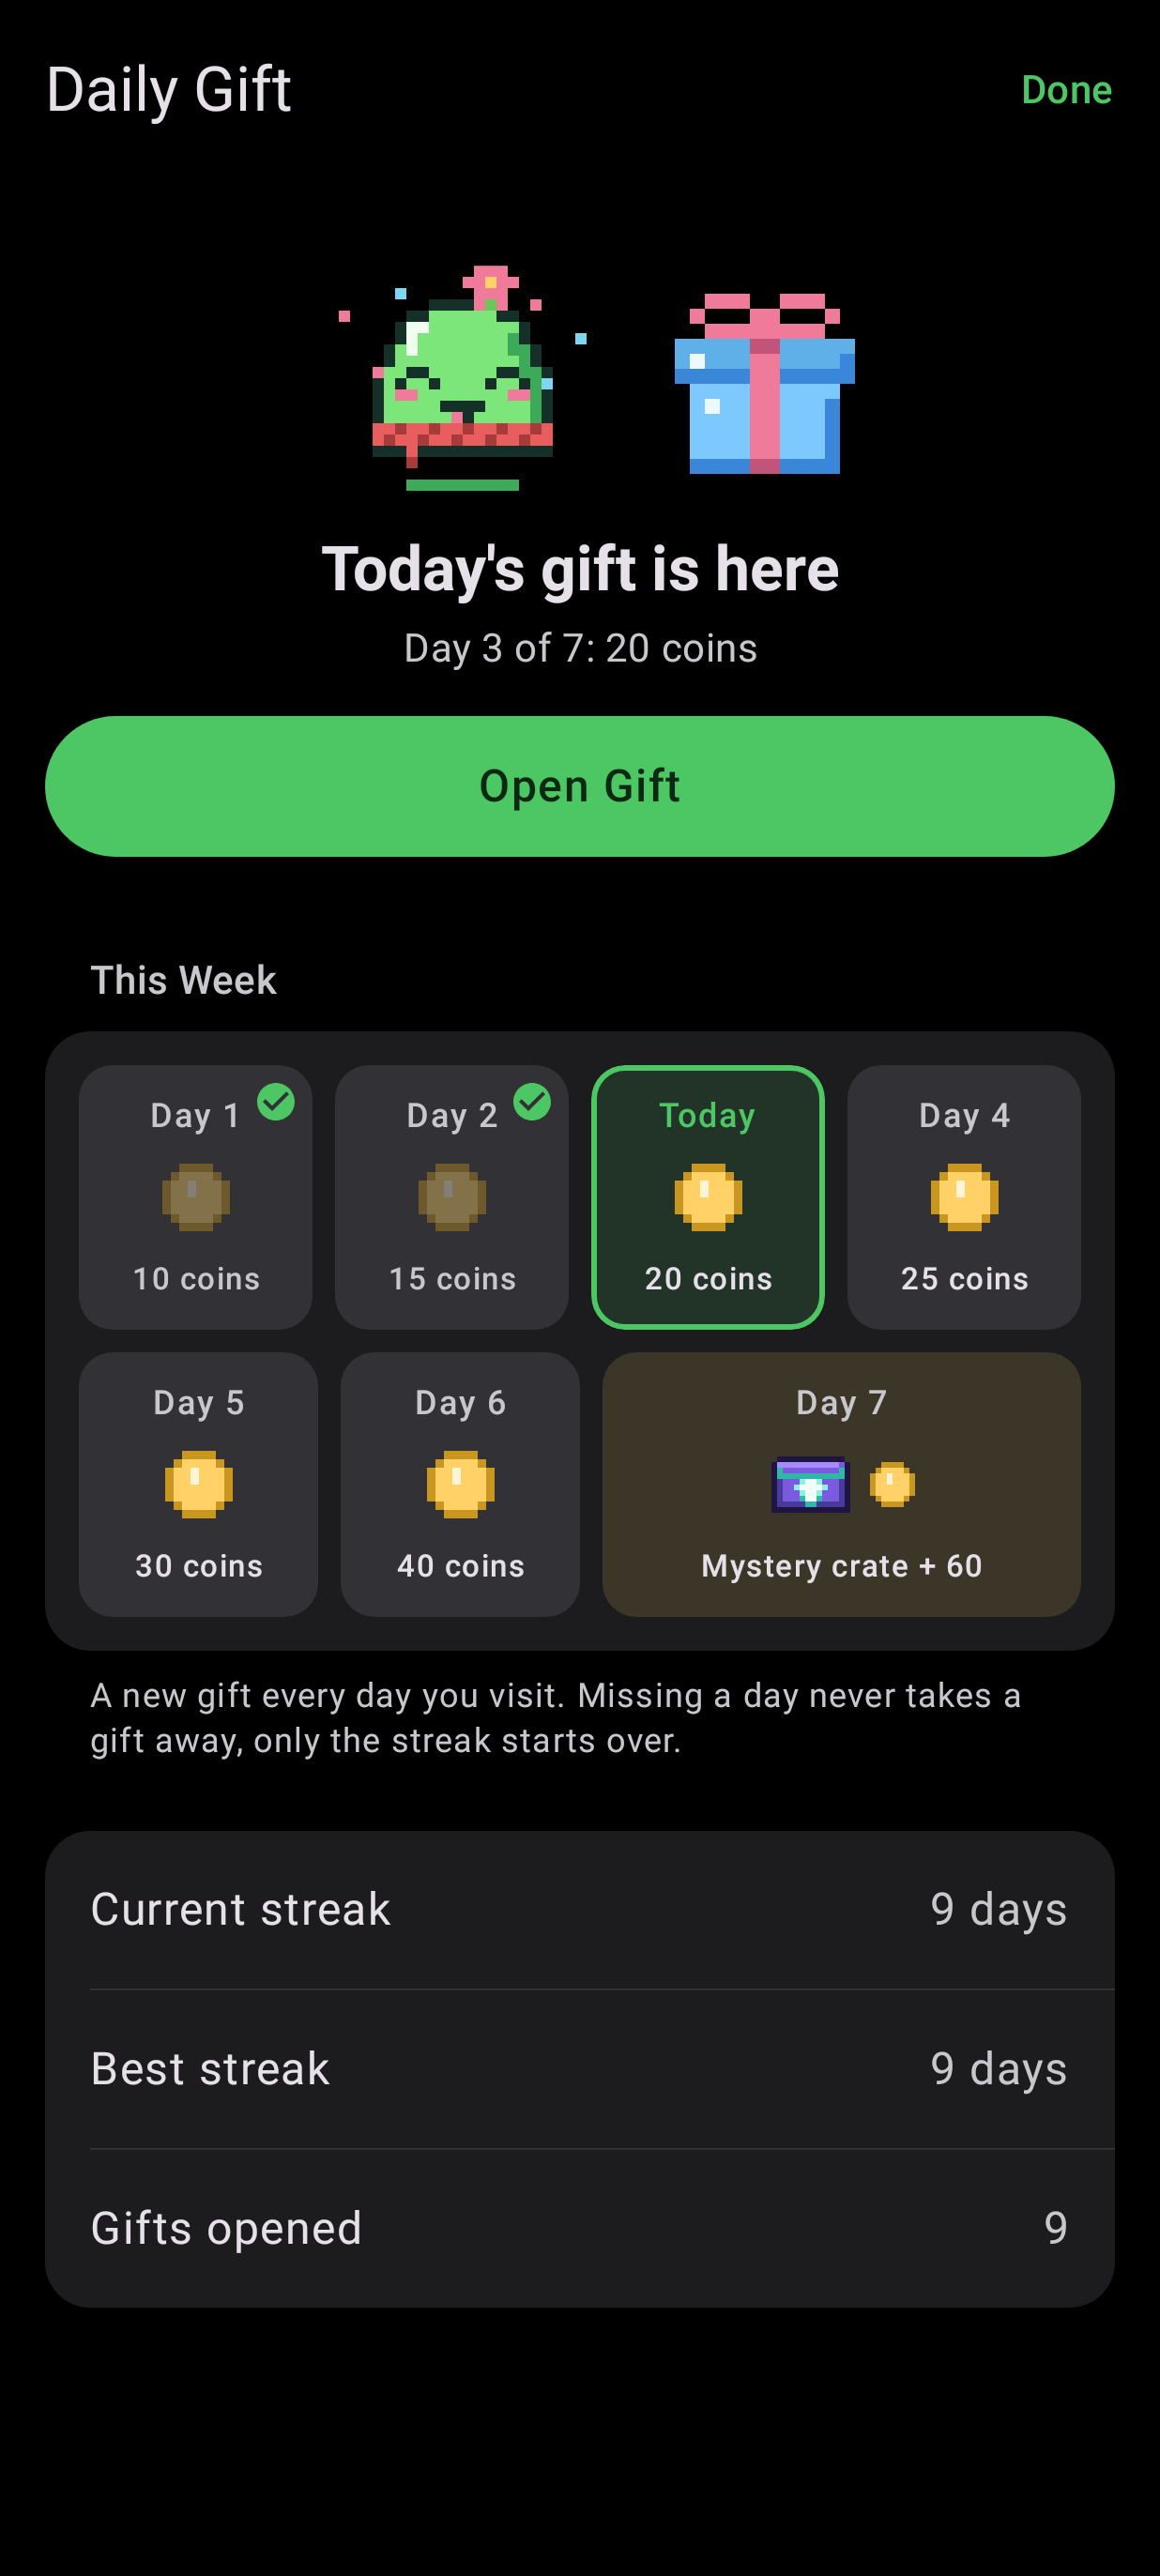 Daily Gift
Done
Today's gift is here
Day 3 of 7: 20 coins
Open Gift
This Week
Day 1
Day 2
Today
Day 4
10 coins
15 coins
20 coins
25 coins
Day 5
Day 6
Day 7
30 coins
40 coins
Mystery crate + 60
A new gift every day you visit. Missing a day never takes a
gift away, only the streak starts over.
Current streak
9 days
Best streak
9 days
Gifts opened
9